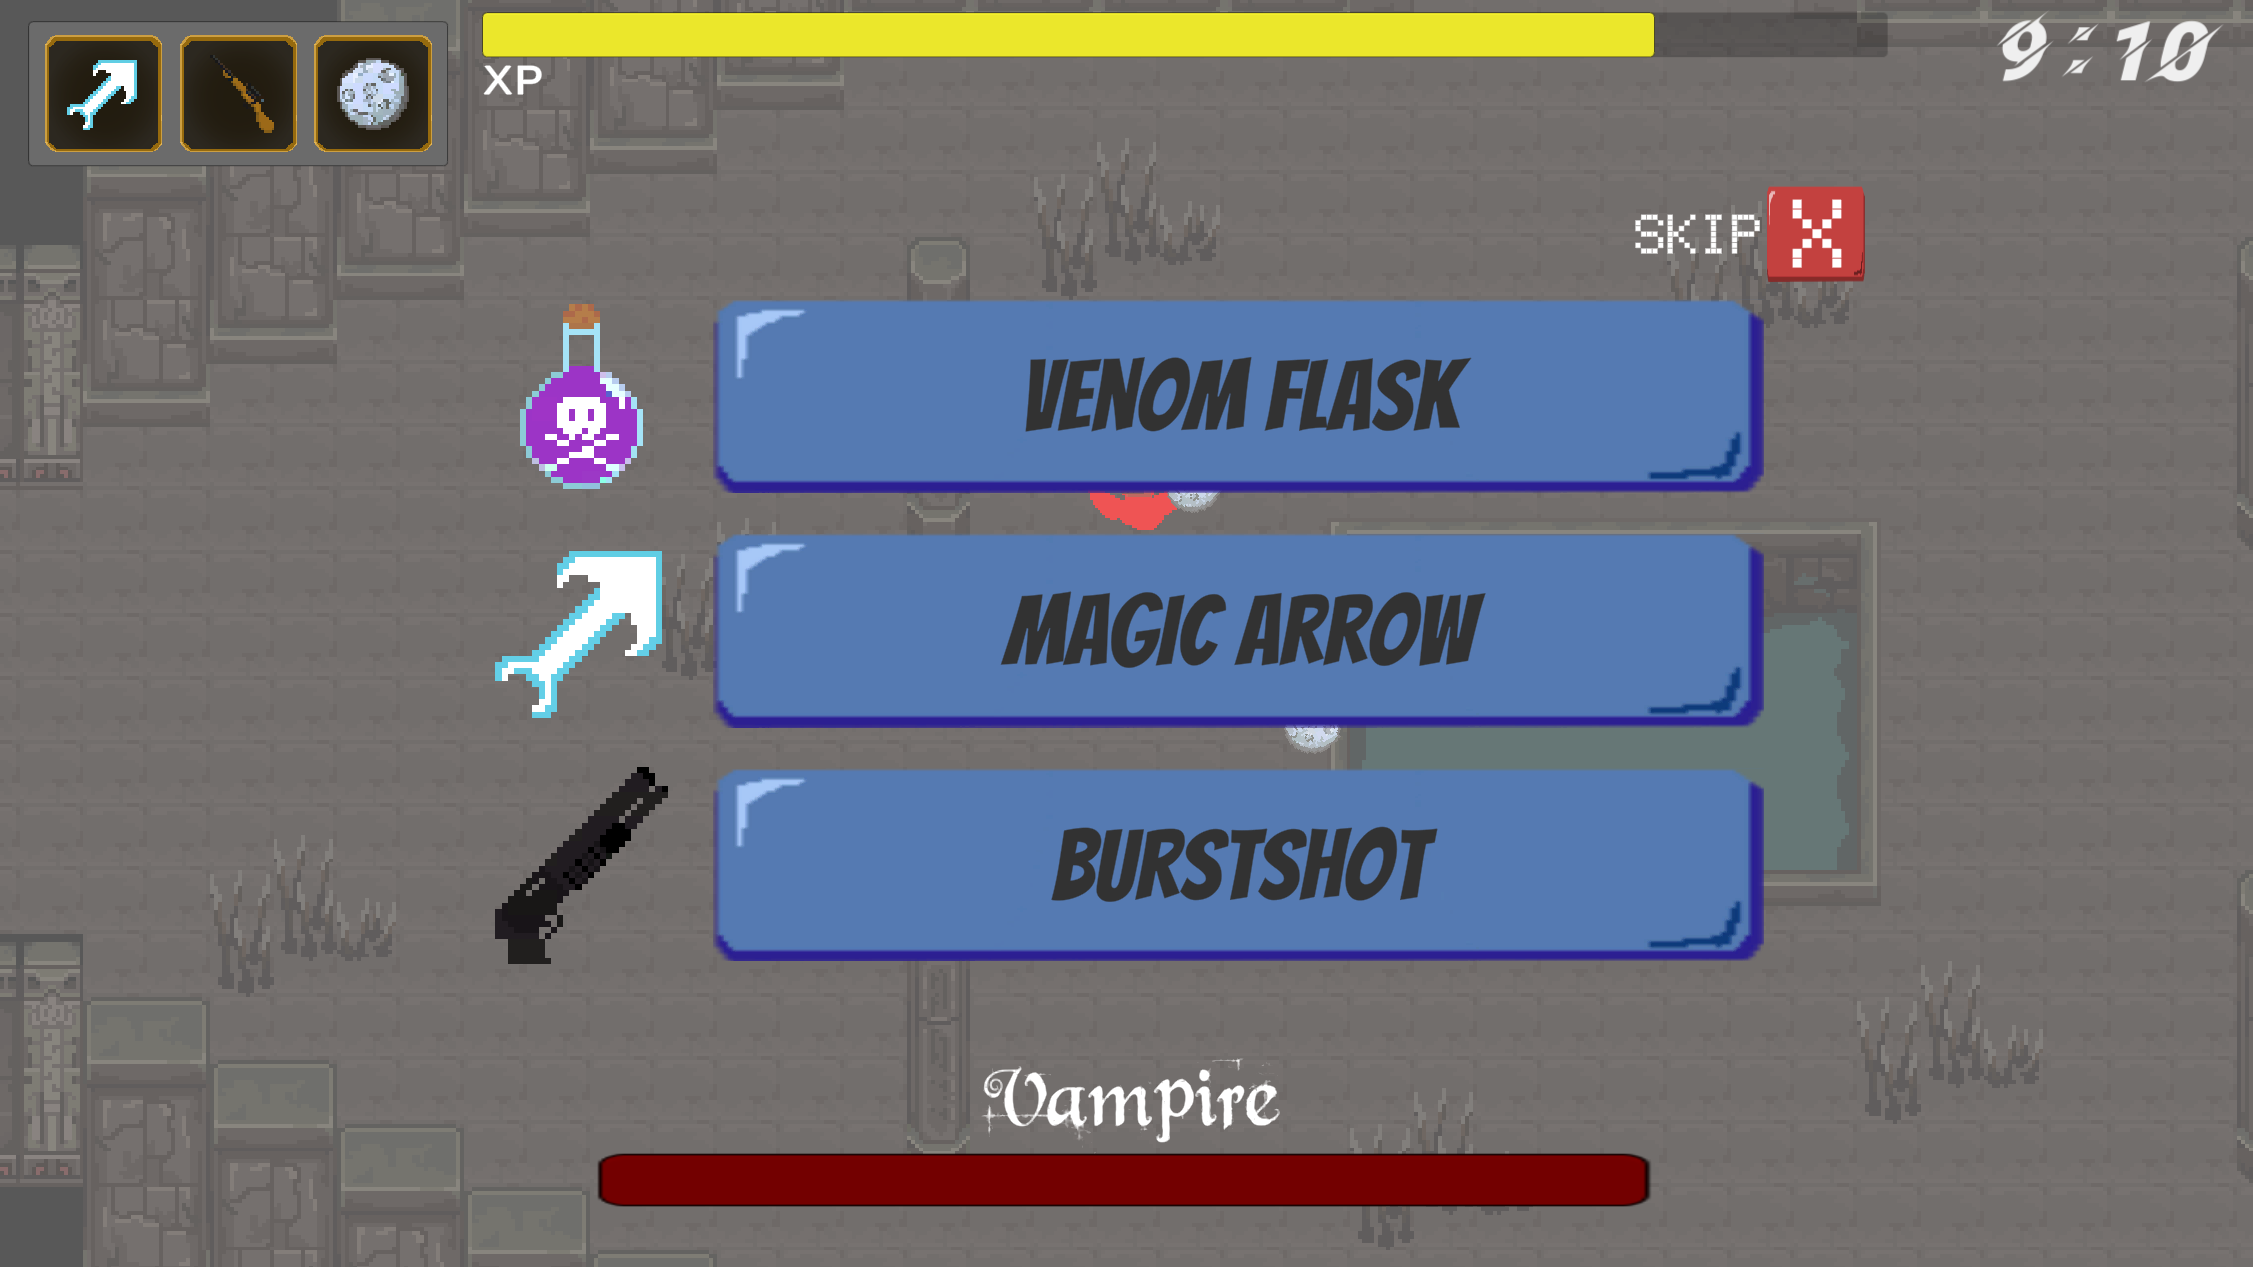 XP
9:10
SKIP X
VENOM FLASK
MAGIC ARROW
BURSTSHOT
Vampire